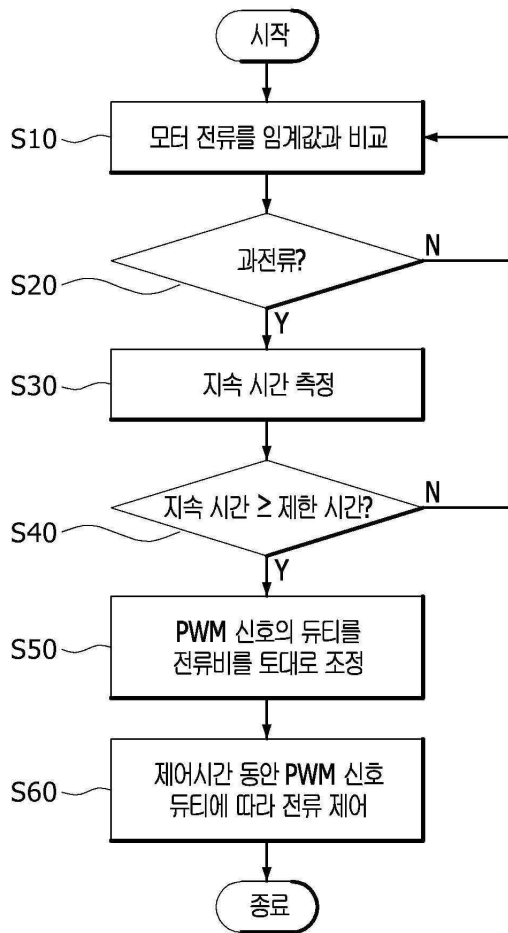 시작
S10
모터 전류를 임계값과 비교
과전류?
N
S20
Y
S30
지속 시간 측정
지속 시간 ≥ 제한 시간?
N
S40
Y
S50
PWM 신호의 듀티를
전류비를 토대로 조정
S60
제어시간 동안 PWM 신호
듀티에 따라 전류 제어
종료